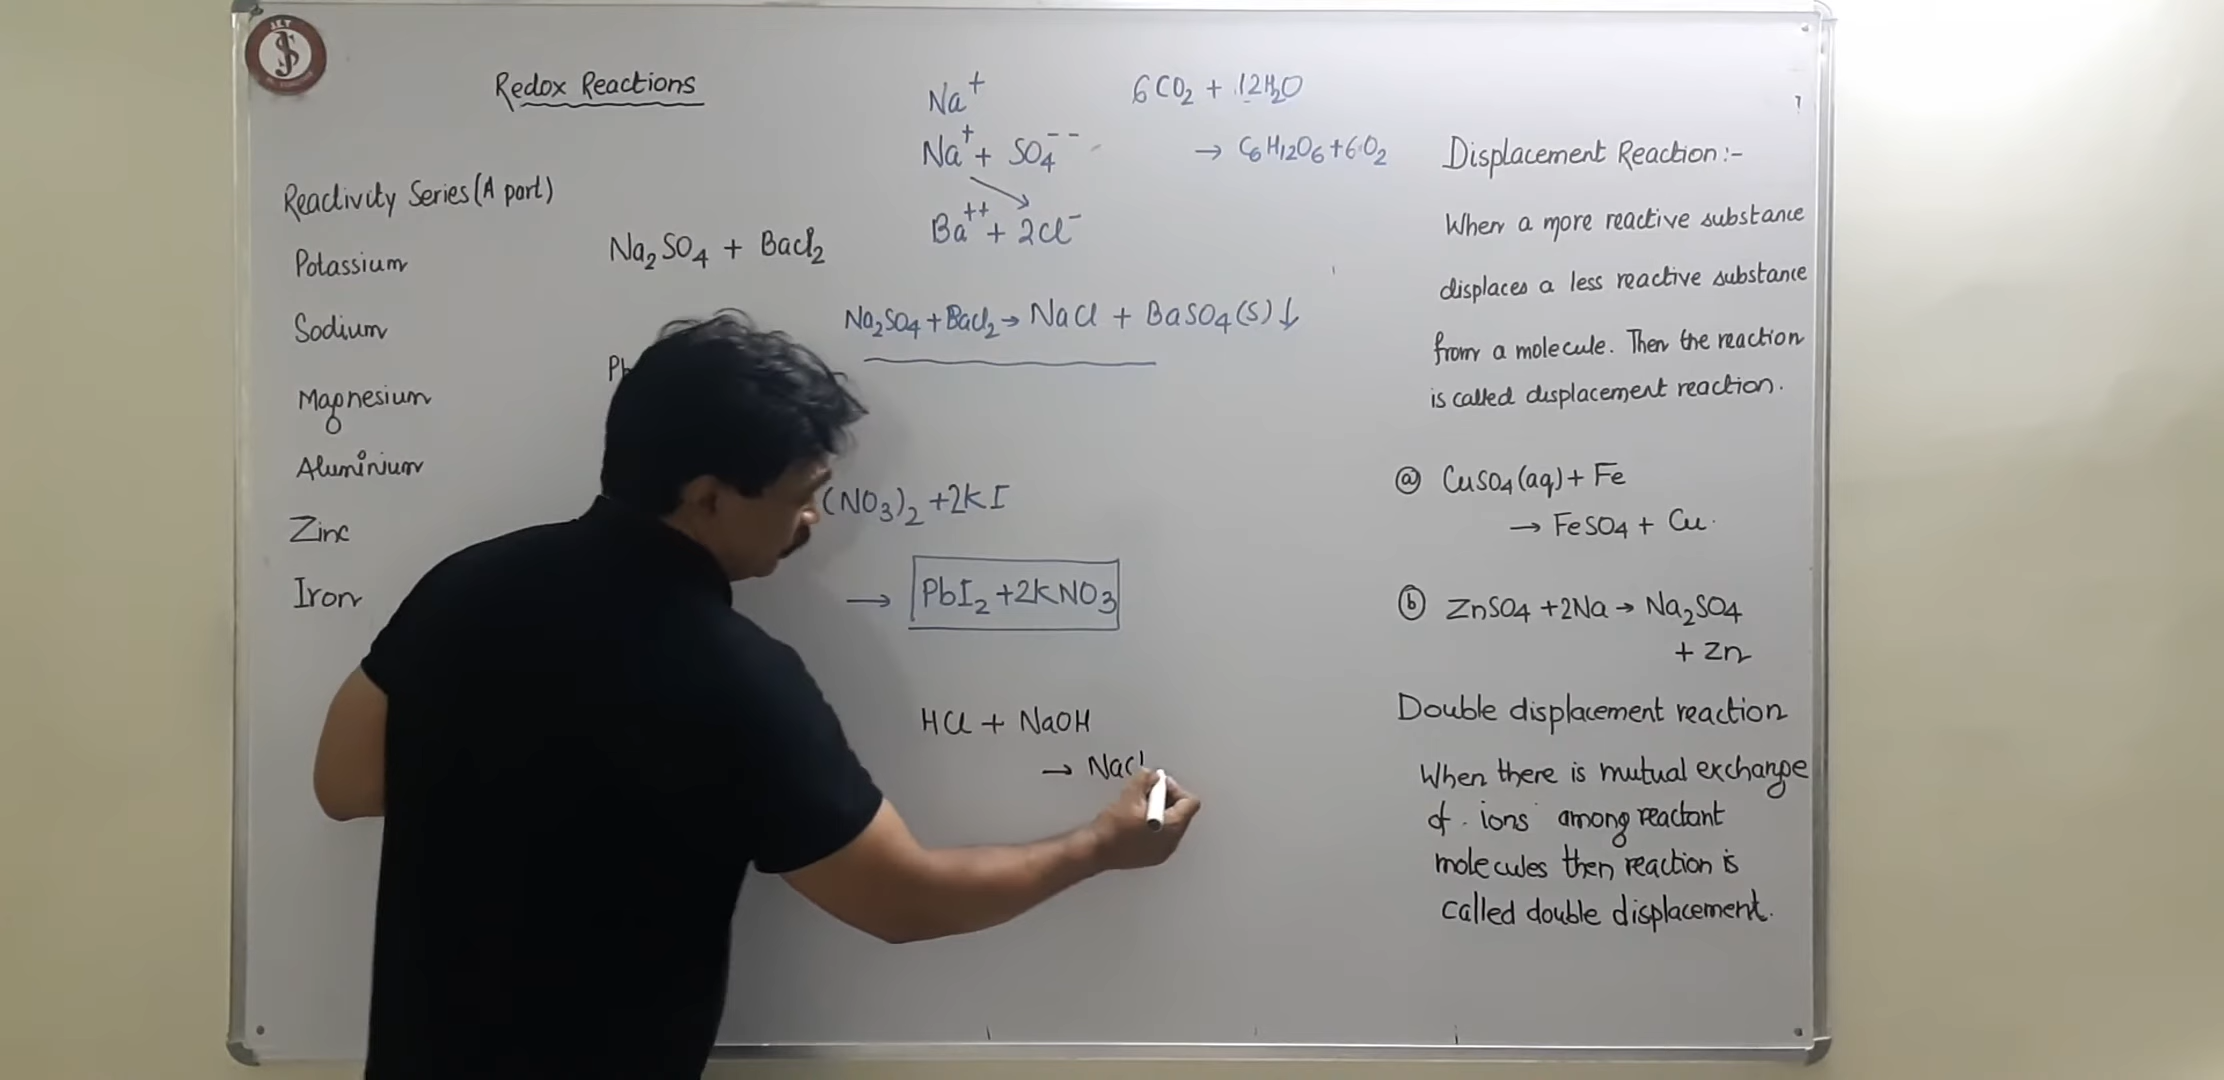 Redox Reactions
Reactivity Series (A part)
Potassium
Sodium
Magnesium
Aluminium
Zinc
Iron
Na₂SO₄ + BaCl₂
Na⁺
Na⁺ + SO₄⁻⁻
Ba⁺⁺ + 2Cl⁻
6CO₂ + 12H₂O
→ C₆H₁₂O₆ + 6O₂
Na₂SO₄ + BaCl₂ → NaCl + BaSO₄(S)↓
(NO₃)₂ + 2KI
→ PbI₂ + 2KNO₃
HCl + NaOH
→ NaCl
Displacement Reaction :-
When a more reactive substance
displaces a less reactive substance
from a molecule. Then the reaction
is called displacement reaction.
ⓐ CuSO₄(aq) + Fe
→ FeSO₄ + Cu.
ⓑ ZnSO₄ + 2Na → Na₂SO₄
+ Zn
Double displacement reaction
When there is mutual exchange
of ions among reactant
molecules then reaction is
called double displacement.